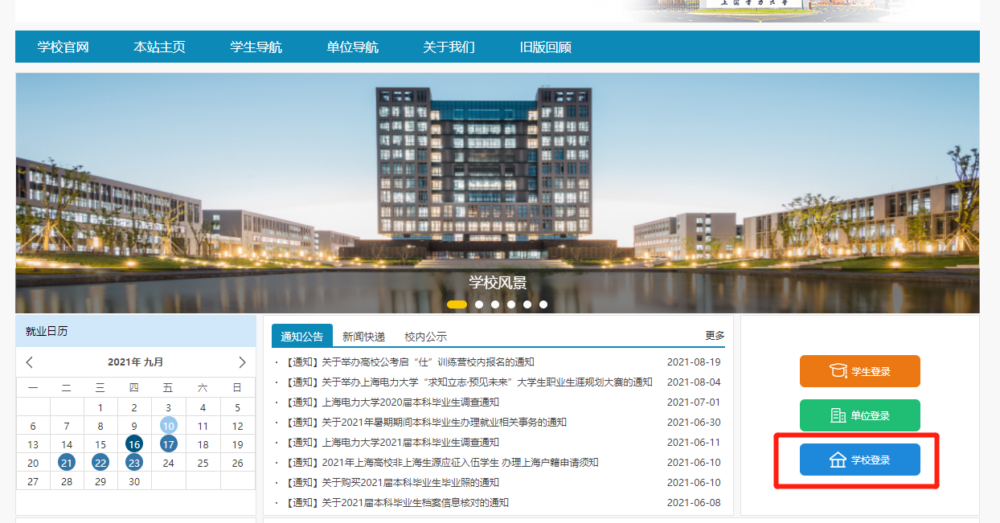 上海电力大学
学校官网 本站主页 学生导航 单位导航 关于我们 旧版回顾
学校风景
就业日历
2021年 九月
一 二 三 四 五 六 日
1 2 3 4 5
6 7 8 9 10 11 12
13 14 15 16 17 18 19
20 21 22 23 24 25 26
27 28 29 30
通知公告 新闻快递 校内公示 更多
· 【通知】关于举办高校公考启“仕”训练营校内报名的通知 2021-08-19
· 【通知】关于举办上海电力大学“求知立志·预见未来”大学生职业生涯规划大赛的通知 2021-08-04
· 【通知】上海电力大学2020届本科毕业生调查通知 2021-07-01
· 【通知】关于2021年暑期期间本科毕业生办理就业相关事务的通知 2021-06-30
· 【通知】上海电力大学2021届本科毕业生调查通知 2021-06-11
· 【通知】2021年上海高校非上海生源应征入伍学生 办理上海户籍申请须知 2021-06-10
· 【通知】关于购买2021届本科毕业生毕业照的通知 2021-06-10
· 【通知】关于2021届本科毕业生档案信息核对的通知 2021-06-08
学生登录
单位登录
学校登录